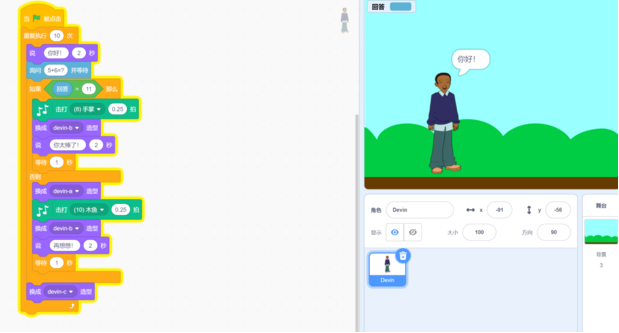 当 被点击
重复执行 10 次
说 你好！ 2 秒
询问 5+6=? 并等待
如果 回答 = 11 那么
击打 (8) 手掌 0.25 拍
换成 devin-b 造型
说 你太棒了！ 2 秒
等待 1 秒
否则
换成 devin-a 造型
击打 (10) 木鱼 0.25 拍
换成 devin-b 造型
说 再想想！ 2 秒
等待 1 秒
换成 devin-c 造型
回答
你好！
角色 Devin x -91 y -56
显示 大小 100 方向 90
Devin
舞台
背景
3